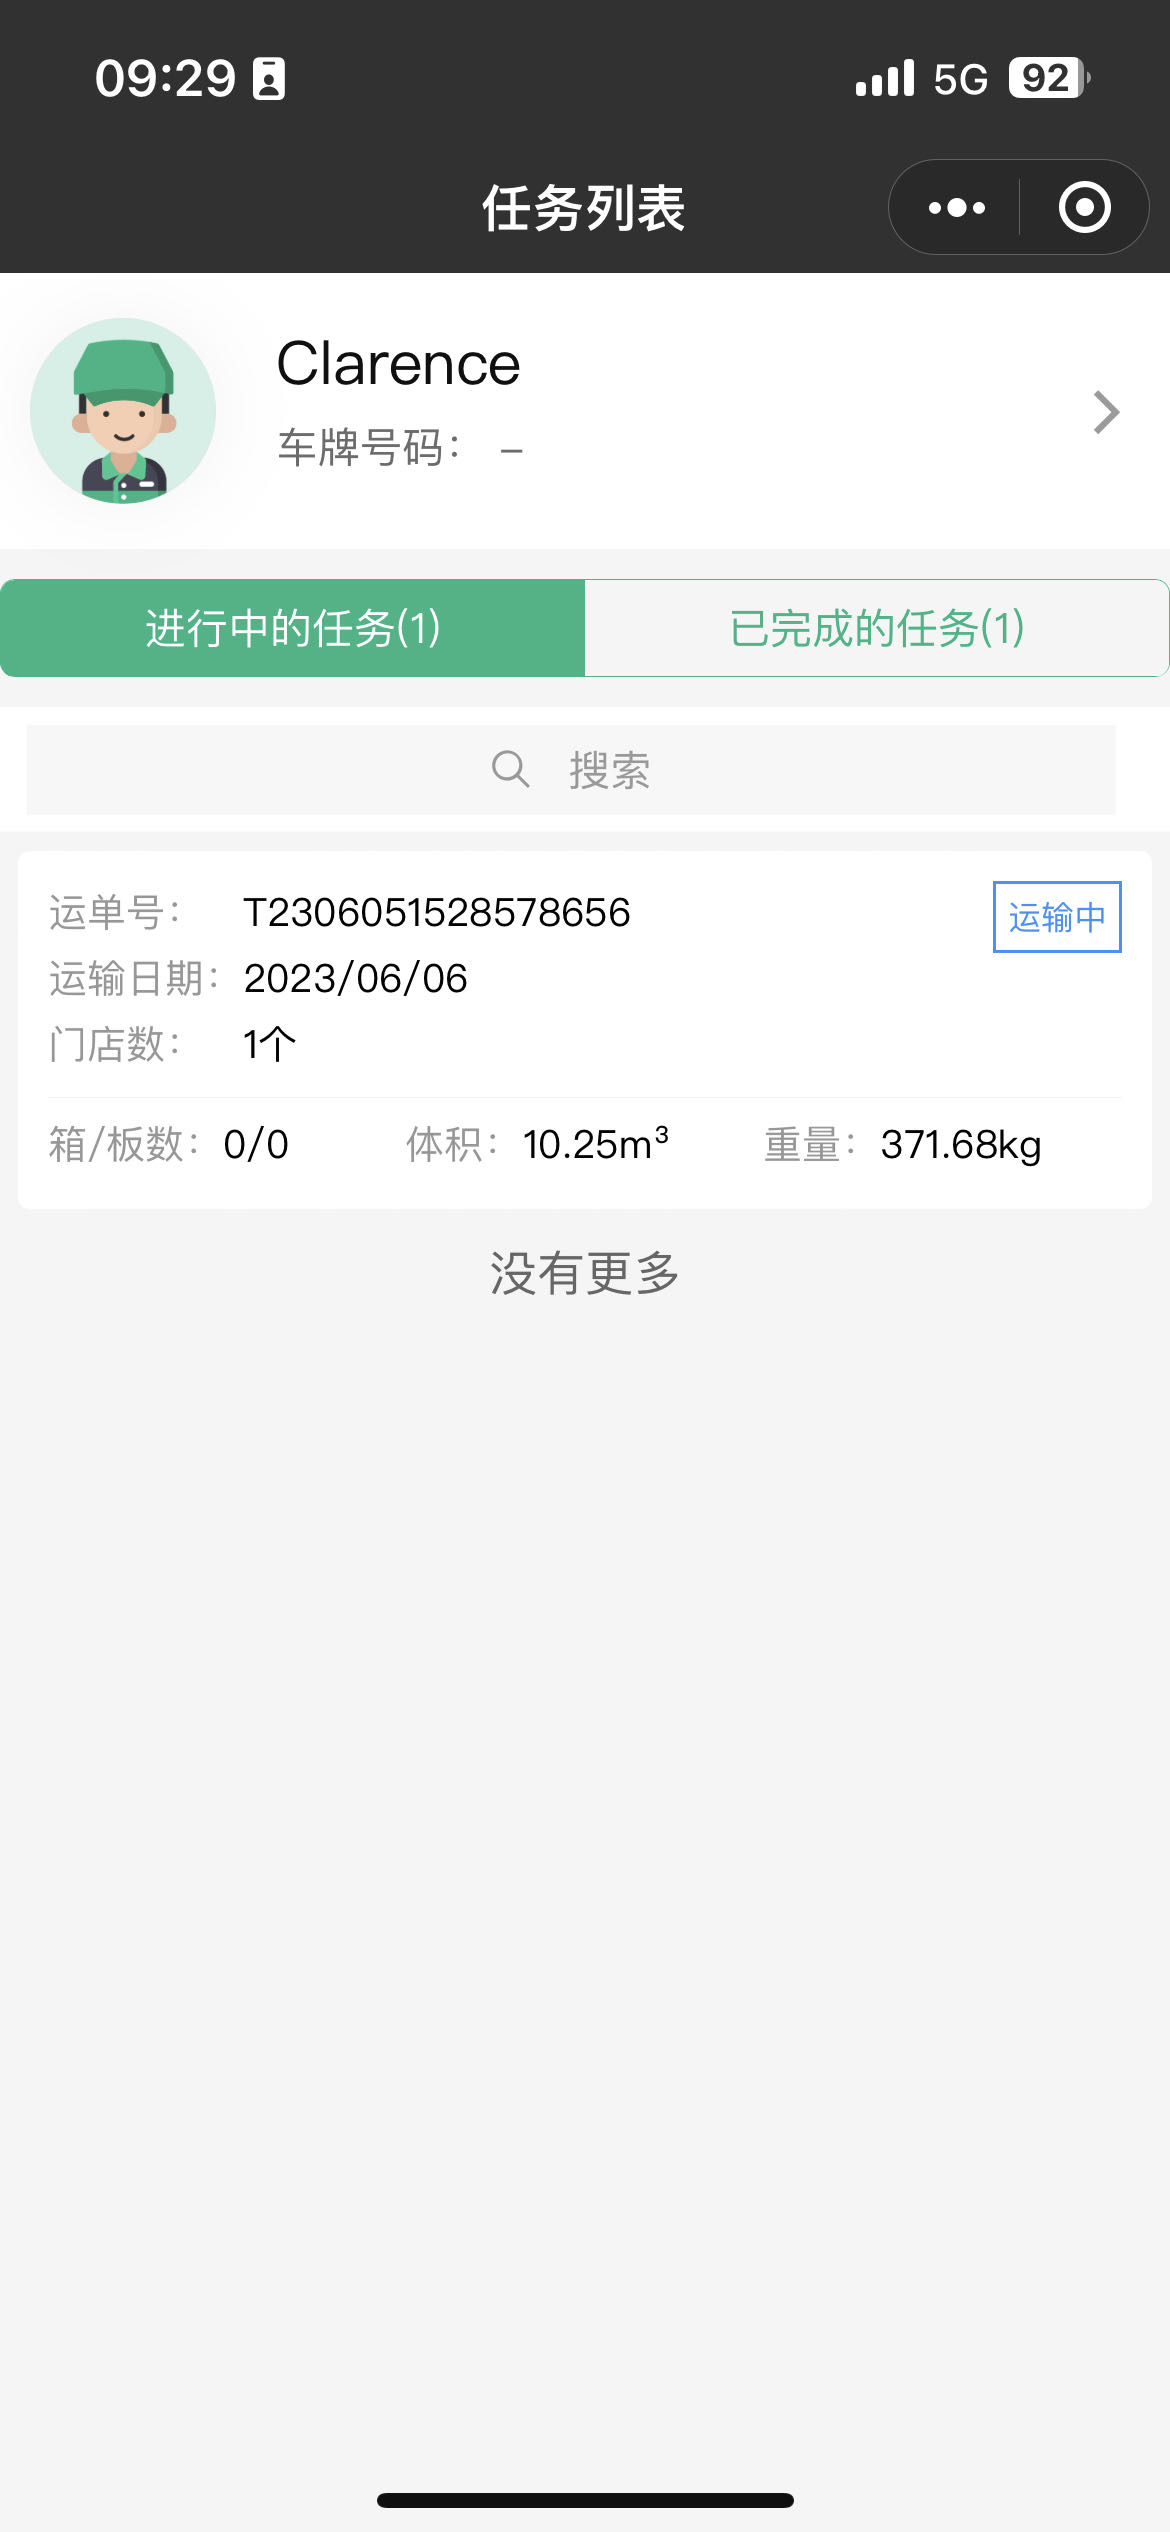 09:29
5G 92
任务列表
Clarence
车牌号码： –
进行中的任务(1)
已完成的任务(1)
搜索
运单号： T2306051528578656
运输中
运输日期： 2023/06/06
门店数： 1个
箱/板数： 0/0 体积： 10.25m³ 重量： 371.68kg
没有更多